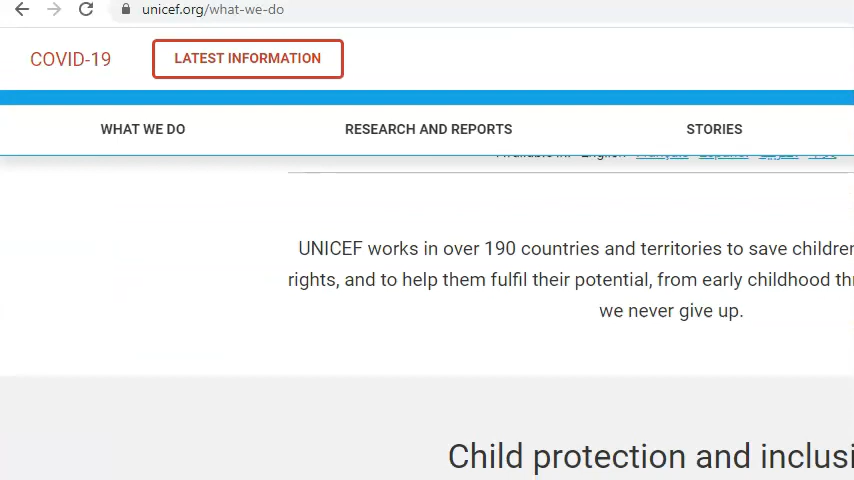 unicef.org/what-we-do
COVID-19 LATEST INFORMATION
WHAT WE DO RESEARCH AND REPORTS STORIES
UNICEF works in over 190 countries and territories to save children
rights, and to help them fulfil their potential, from early childhood
we never give up.
Child protection and